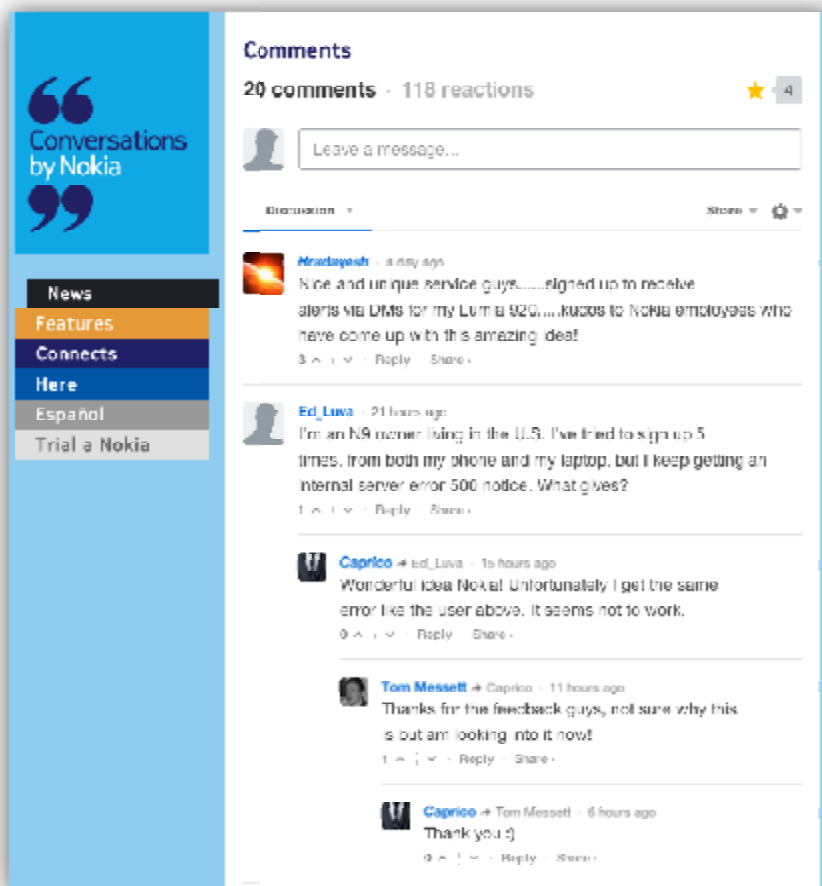 Conversations
by Nokia
News
Features
Connects
Here
Español
Trial a Nokia
Comments
20 comments · 118 reactions
4
Leave a message...
Discussion
Share
a day ago
Nice and unique service guys......signed up to receive
alerts via DMs for my Lumia 920.....kudos to Nokia employees who
have come up with this amazing idea!
3 Reply Share ›
Ed_Luva · 21 hours ago
I'm an N9 owner living in the U.S. I've tried to sign up 5
times, from both my phone and my laptop, but I keep getting an
internal server error 500 notice. What gives?
1 Reply Share ›
Caprico → Ed_Luva · 15 hours ago
Wonderful idea Nokia! Unfortunately I get the same
error like the user above. It seems not to work.
0 Reply Share ›
Tom Messett → Caprico · 11 hours ago
Thanks for the feedback guys, not sure why this
is but am looking into it now!
1 · Reply · Share ›
Caprico → Tom Messett · 6 hours ago
Thank you :)
0 · Reply · Share ›